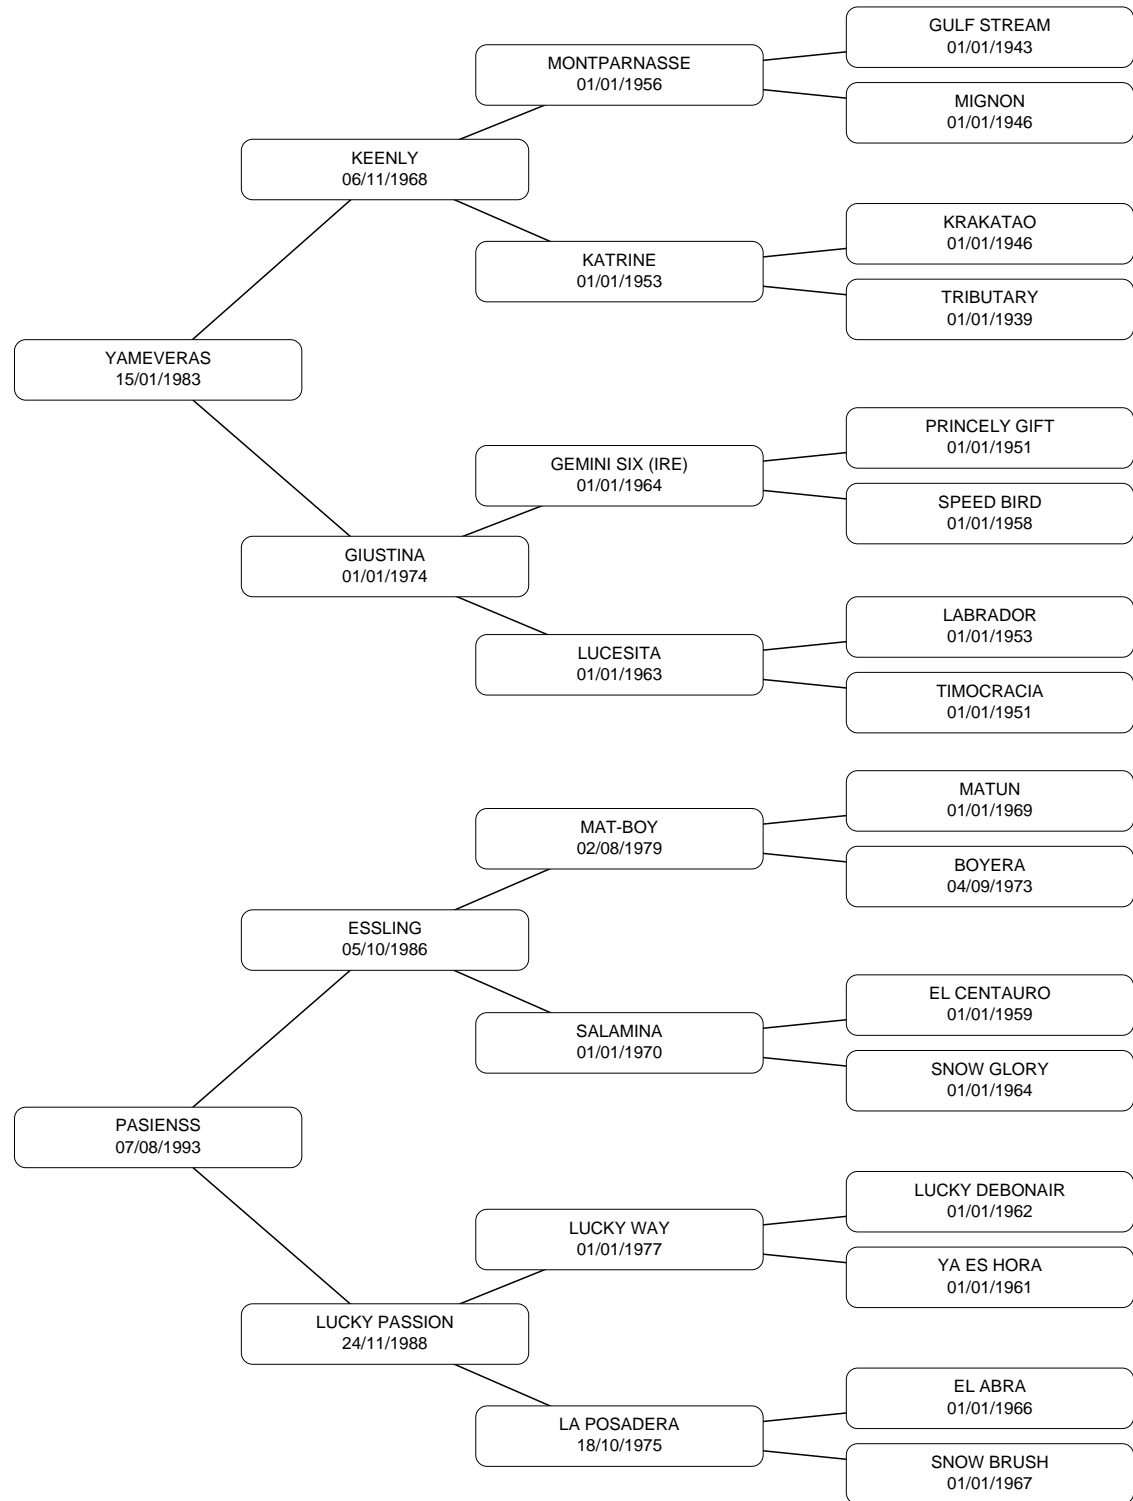 GULF STREAM
01/01/1943
MONTPARNASSE
01/01/1956
MIGNON
01/01/1946
KEENLY
06/11/1968
KRAKATAO
01/01/1946
KATRINE
01/01/1953
TRIBUTARY
01/01/1939
YAMEVERAS
15/01/1983
PRINCELY GIFT
01/01/1951
GEMINI SIX (IRE)
01/01/1964
SPEED BIRD
01/01/1958
GIUSTINA
01/01/1974
LABRADOR
01/01/1953
LUCESITA
01/01/1963
TIMOCRACIA
01/01/1951
MATUN
01/01/1969
MAT-BOY
02/08/1979
BOYERA
04/09/1973
ESSLING
05/10/1986
EL CENTAURO
01/01/1959
SALAMINA
01/01/1970
SNOW GLORY
01/01/1964
PASIENSS
07/08/1993
LUCKY DEBONAIR
01/01/1962
LUCKY WAY
01/01/1977
YA ES HORA
01/01/1961
LUCKY PASSION
24/11/1988
EL ABRA
01/01/1966
LA POSADERA
18/10/1975
SNOW BRUSH
01/01/1967